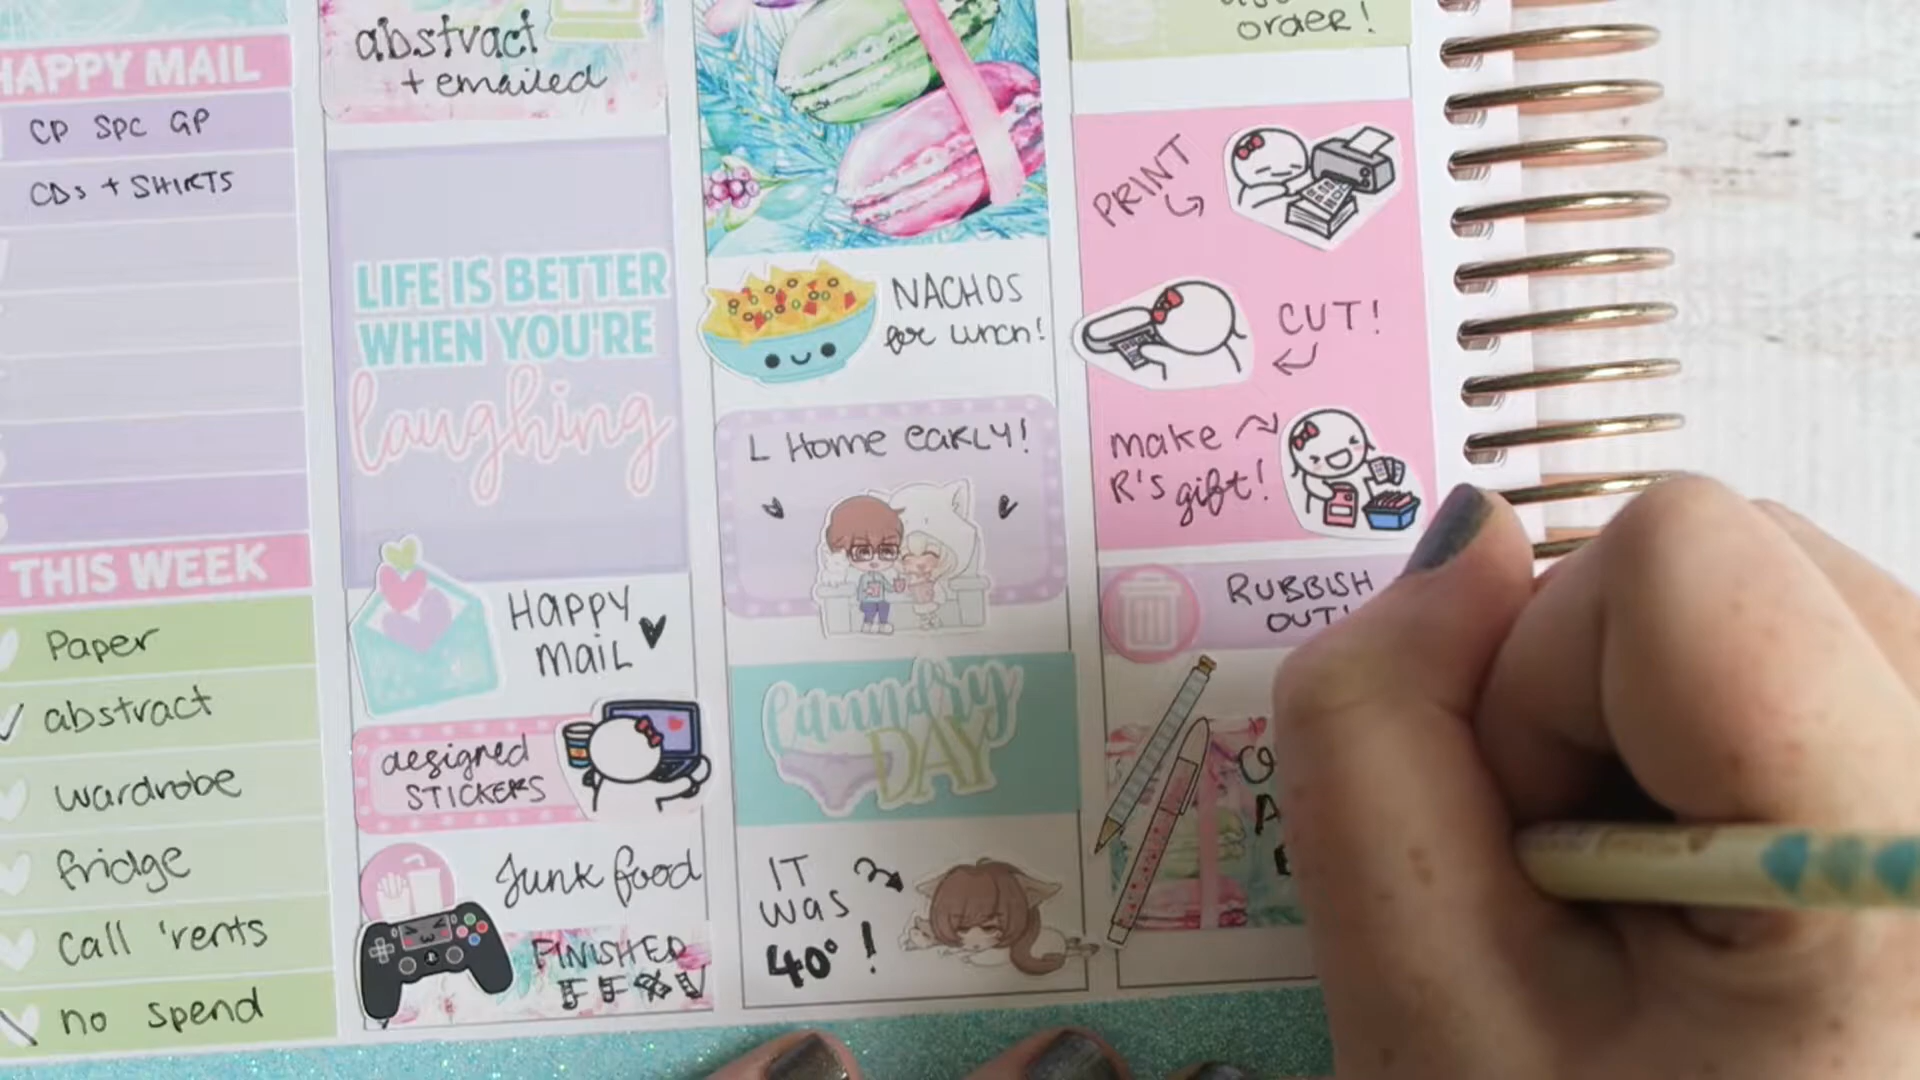 HAPPY MAIL
CP SPC GP
CDs + SHIRTS
THIS WEEK
Paper
abstract
wardrobe
fridge
call 'rents
no spend
abstract
+ emailed
LIFE IS BETTER
WHEN YOU'RE
laughing
HAPPY
MAIL
designed
STICKERS
Junk food
FINISHED
FFXV
NACHOS
for lunch!
L HOME EARLY!
laundry
DAY
IT
WAS
40°!
order!
PRINT
CUT!
make
R'S gift!
RUBBISH
OUT!